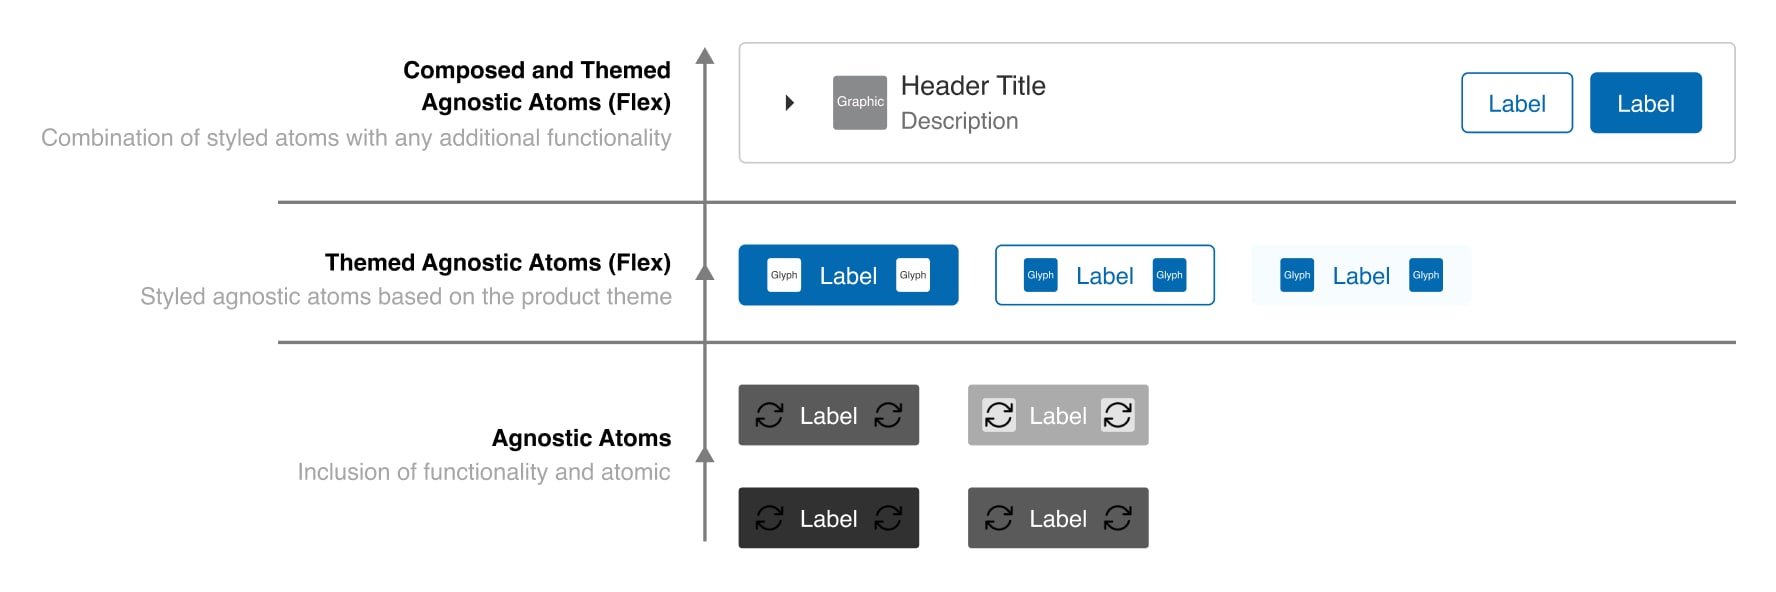 Composed and Themed
Agnostic Atoms (Flex)
Combination of styled atoms with any additional functionality
Graphic
Header Title
Description
Label
Label
Themed Agnostic Atoms (Flex)
Styled agnostic atoms based on the product theme
Glyph Label Glyph
Glyph Label Glyph
Glyph Label Glyph
Agnostic Atoms
Inclusion of functionality and atomic
Label
Label
Label
Label